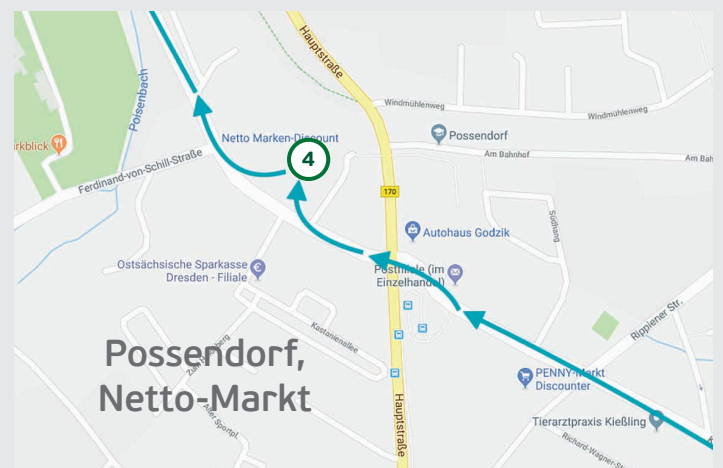 Hauptstraße
Poisenbach
Windmühlenweg
Windmühlenweg
Netto Marken-Discount
Possendorf
4
rkblick
Am Bahnhof
Am Bah
Ferdinand-von-Schill-Straße
170
Südhang
Autohaus Godzik
Ostsächsische Sparkasse
Dresden - Filiale
Postfiliale (im
Einzelhandel)
Rippiener Str.
Kastanienallee
Possendorf,
Netto-Markt
PENNY-Markt
Discounter
Hauptstraße
Tierarztpraxis Kießling
Richard-Wagner-St